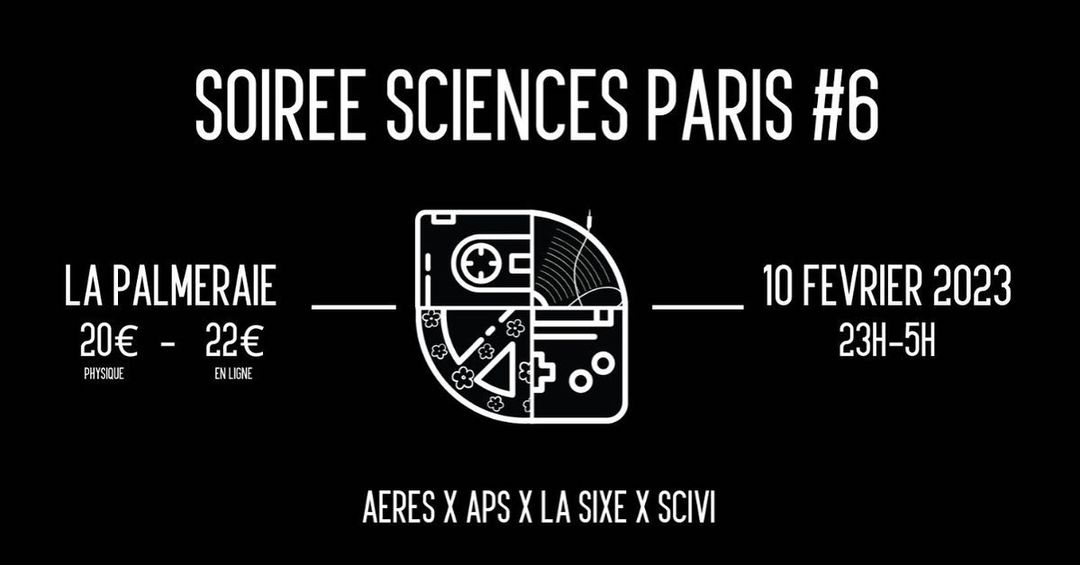 SOIREE SCIENCES PARIS #6
LA PALMERAIE
20€ - 22€
PHYSIQUE EN LIGNE
10 FEVRIER 2023
23H-5H
AERES X APS X LA SIXE X SCIVI